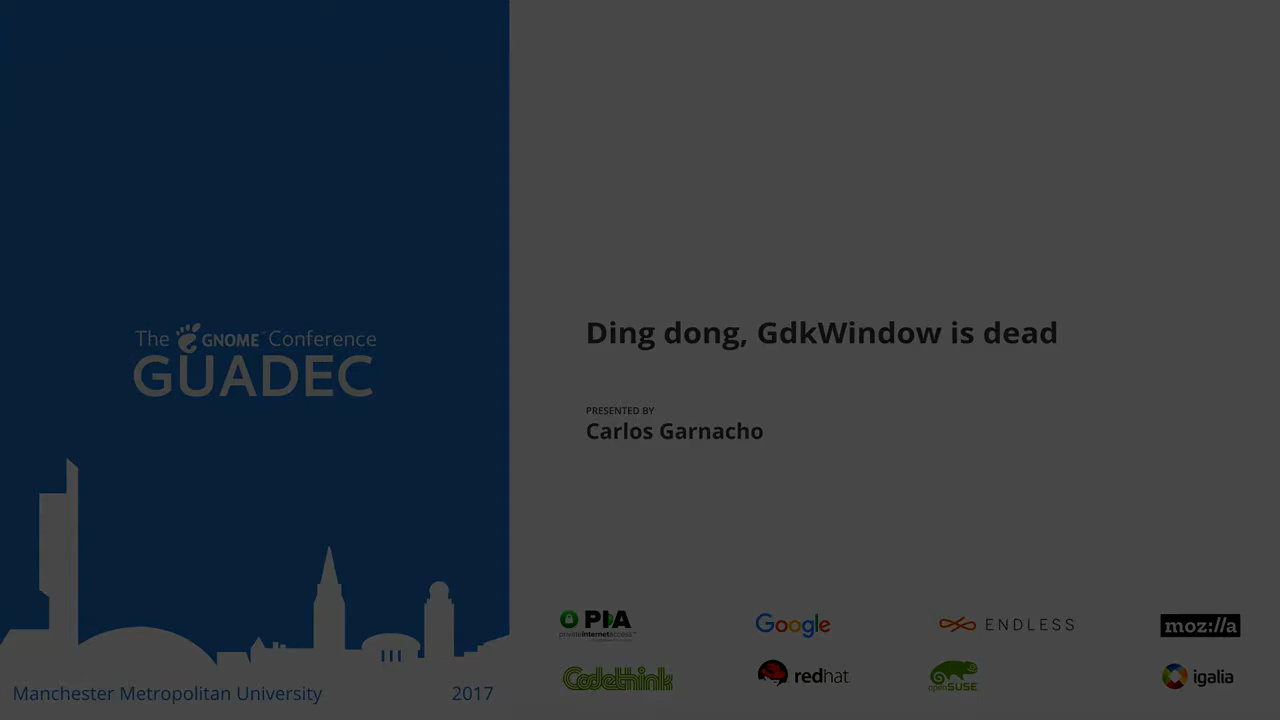 The GNOME Conference
GUADEC
Manchester Metropolitan University 2017
Ding dong, GdkWindow is dead
PRESENTED BY
Carlos Garnacho
PIA
privateinternetaccess
Google
ENDLESS
moz://a
Codethink
redhat
openSUSE
igalia